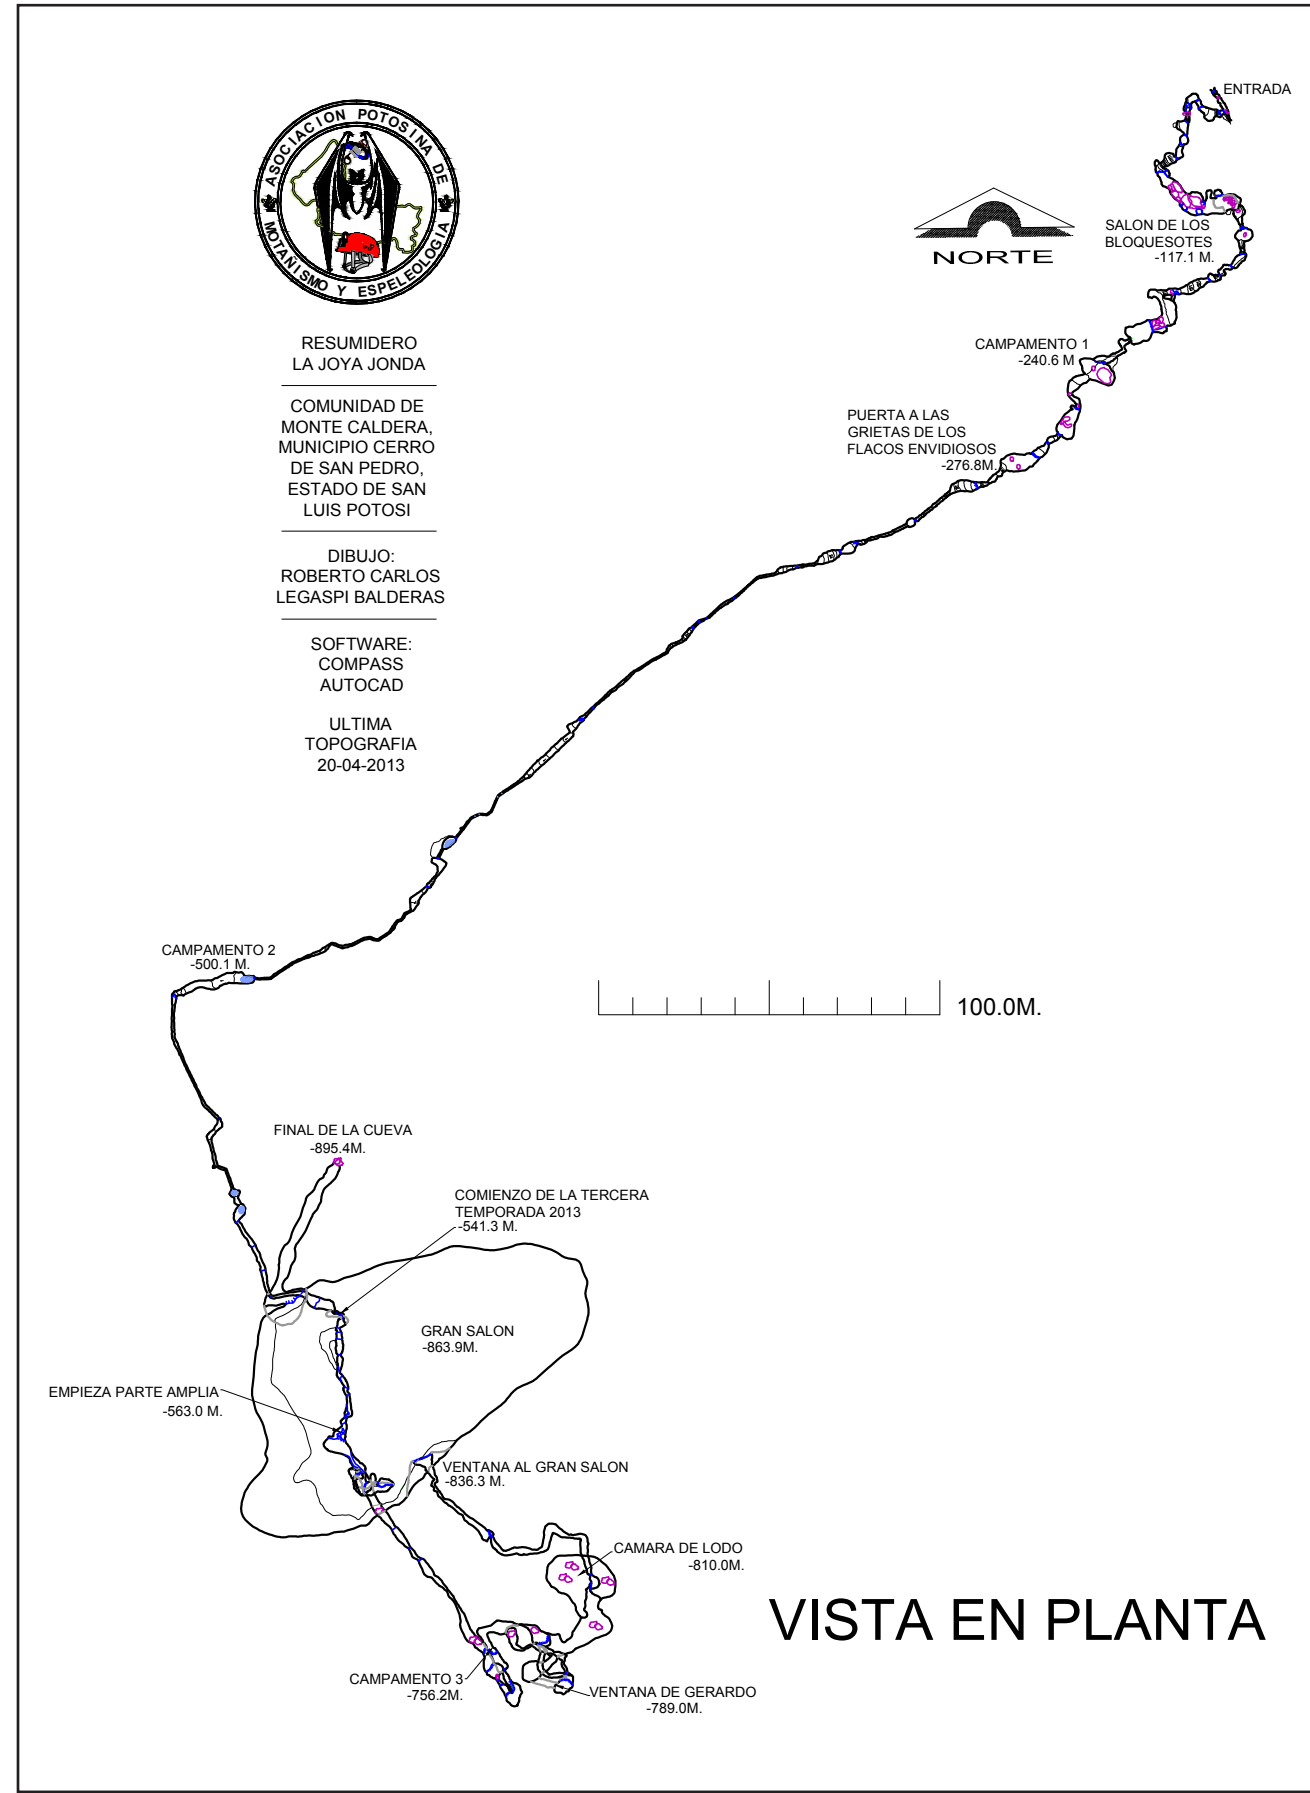 ASOCIACION POTOSINA DE
MOTAÑISMO Y ESPELEOLOGIA
RESUMIDERO
LA JOYA JONDA
COMUNIDAD DE
MONTE CALDERA,
MUNICIPIO CERRO
DE SAN PEDRO,
ESTADO DE SAN
LUIS POTOSI
DIBUJO:
ROBERTO CARLOS
LEGASPI BALDERAS
SOFTWARE:
COMPASS
AUTOCAD
ULTIMA
TOPOGRAFIA
20-04-2013
ENTRADA
NORTE
SALON DE LOS
BLOQUESOTES
-117.1 M.
CAMPAMENTO 1
-240.6 M
PUERTA A LAS
GRIETAS DE LOS
FLACOS ENVIDIOSOS
-276.8M.
CAMPAMENTO 2
-500.1 M.
100.0M.
FINAL DE LA CUEVA
-895.4M.
COMIENZO DE LA TERCERA
TEMPORADA 2013
-541.3 M.
GRAN SALON
-863.9M.
EMPIEZA PARTE AMPLIA
-563.0 M.
VENTANA AL GRAN SALON
-836.3 M.
CAMARA DE LODO
-810.0M.
CAMPAMENTO 3
-756.2M.
VENTANA DE GERARDO
-789.0M.
VISTA EN PLANTA